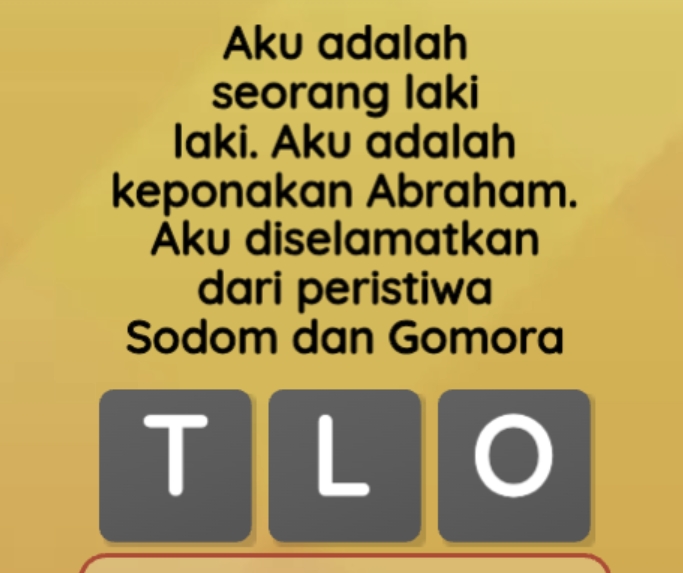 Aku adalah
seorang laki
laki. Aku adalah
keponakan Abraham.
Aku diselamatkan
dari peristiwa
Sodom dan Gomora
T L O